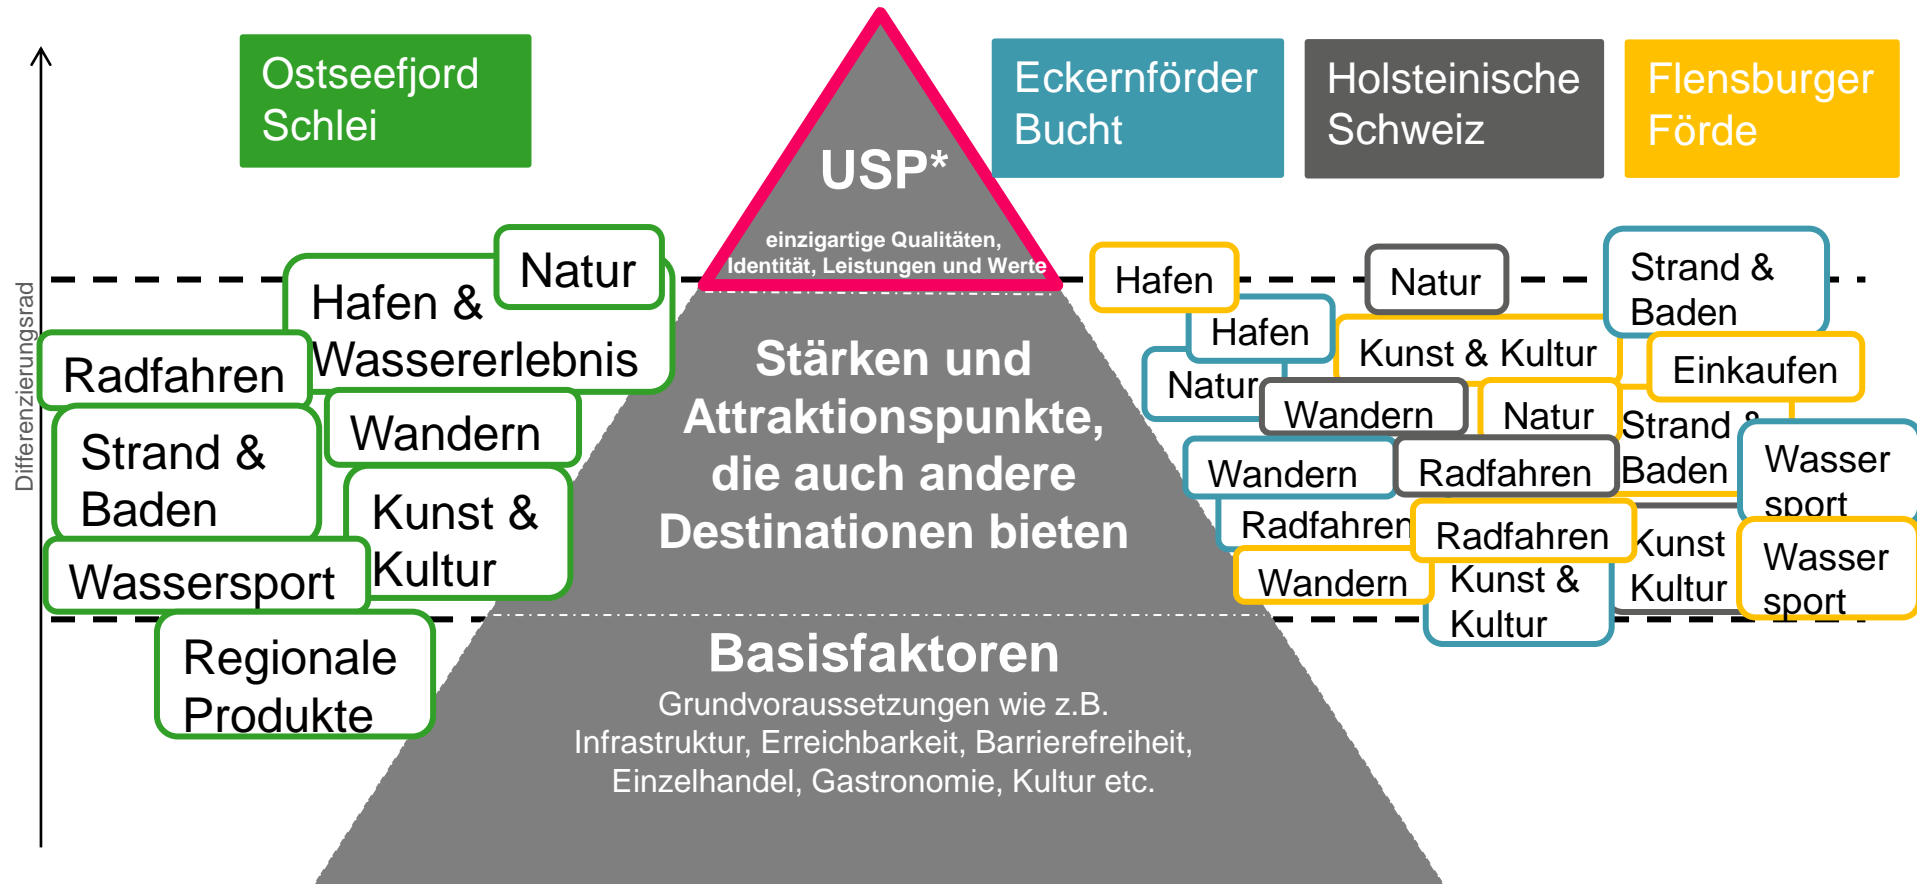 Ostseefjord
Schlei
Eckernförder
Bucht
Holsteinische
Schweiz
Flensburger
Förde
Differenzierungsrad
USP*
einzigartige Qualitäten,
Identität, Leistungen und Werte
Stärken und
Attraktionspunkte,
die auch andere
Destinationen bieten
Basisfaktoren
Grundvoraussetzungen wie z.B.
Infrastruktur, Erreichbarkeit, Barrierefreiheit,
Einzelhandel, Gastronomie, Kultur etc.
Natur
Hafen &
Wassererlebnis
Radfahren
Wandern
Strand &
Baden
Kunst &
Kultur
Wassersport
Regionale
Produkte
Hafen
Natur
Strand &
Baden
Hafen
Kunst & Kultur
Einkaufen
Natur
Wandern
Natur
Strand &
Baden
Wandern
Radfahren
Wasser
sport
Radfahren
Radfahren
Kunst
Kultur
Wasser
sport
Wandern
Kunst &
Kultur